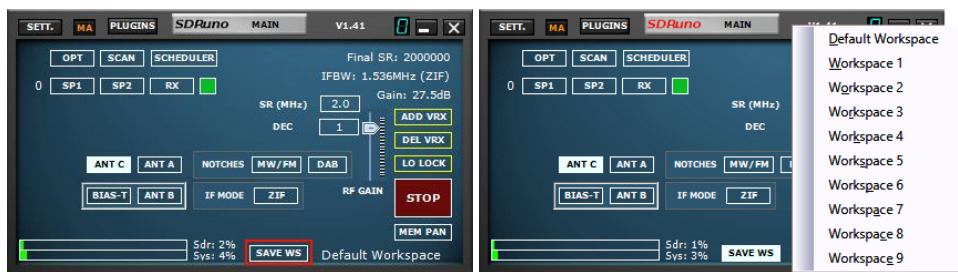 SETT. MA PLUGINS SDRuno MAIN V1.41
OPT SCAN SCHEDULER Final SR: 2000000
IFBW: 1.536MHz (ZIF)
0 SP1 SP2 RX Gain: 27.5dB
SR (MHz) 2.0 ADD VRX
DEC 1 DEL VRX
ANT C ANT A NOTCHES MW/FM DAB LO LOCK
BIAS-T ANT B IF MODE ZIF RF GAIN STOP
MEM PAN
Sdr: 2%
Sys: 4% SAVE WS Default Workspace
SETT. MA PLUGINS SDRuno MAIN
OPT SCAN SCHEDULER
0 SP1 SP2 RX
SR (MHz)
DEC
ANT C ANT A NOTCHES MW/FM
BIAS-T ANT B IF MODE ZIF
Sdr: 1%
Sys: 3% SAVE WS
Default Workspace
Workspace 1
Workspace 2
Workspace 3
Workspace 4
Workspace 5
Workspace 6
Workspace 7
Workspace 8
Workspace 9